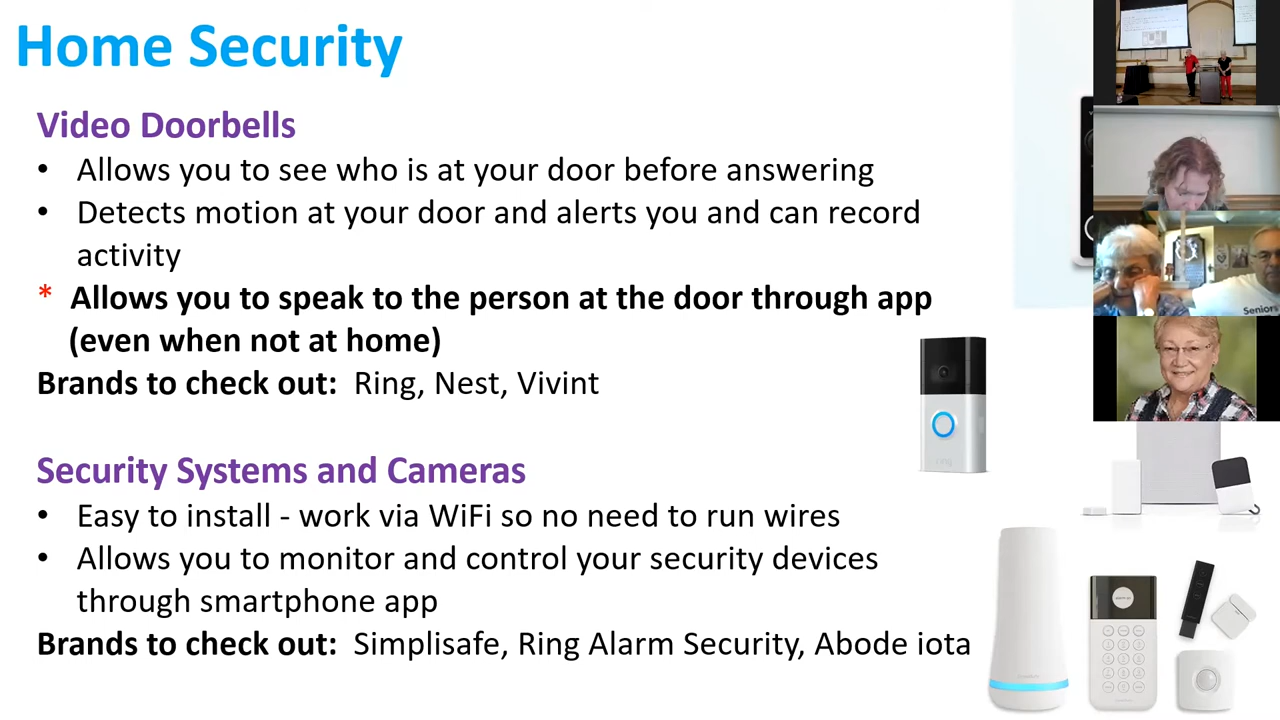 Home Security
Video Doorbells
• Allows you to see who is at your door before answering
• Detects motion at your door and alerts you and can record
activity
* Allows you to speak to the person at the door through app
(even when not at home)
Brands to check out: Ring, Nest, Vivint
Security Systems and Cameras
• Easy to install - work via WiFi so no need to run wires
• Allows you to monitor and control your security devices
through smartphone app
Brands to check out: Simplisafe, Ring Alarm Security, Abode iota
Seniors
ring